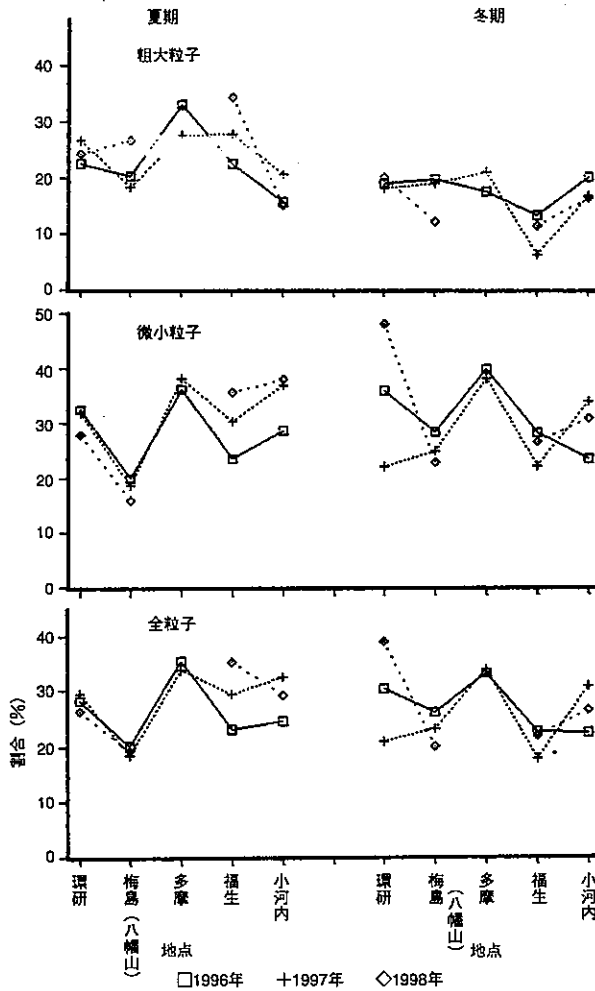 夏期 冬期
粗大粒子
40
30
20
10
0
微小粒子
50
40
30
20
10
0
全粒子
40
30
20
10
0
割合 (%)
環研
梅島(八幡山)
多摩
福生
小河内
環研
梅島(八幡山)
多摩
福生
小河内
地点 地点
□1996年 +1997年 ◇1998年